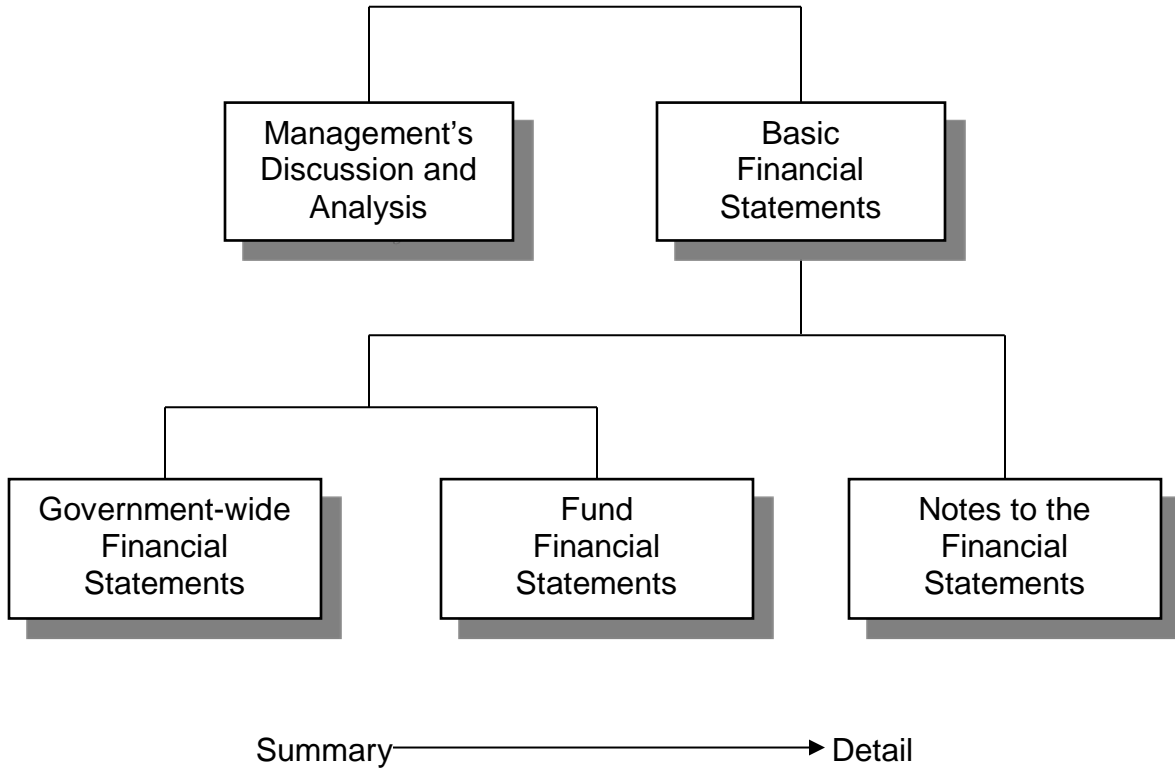 Management’s
Discussion and
Analysis
Basic
Financial
Statements
Government-wide
Financial
Statements
Fund
Financial
Statements
Notes to the
Financial
Statements
Summary
Detail